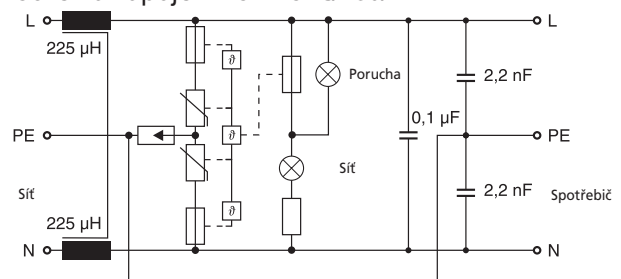 L
L
225 µH
ϑ
Porucha
2,2 nF
0,1 µF
PE
ϑ
PE
Síť
Síť
2,2 nF
Spotřebič
225 µH
ϑ
N
N